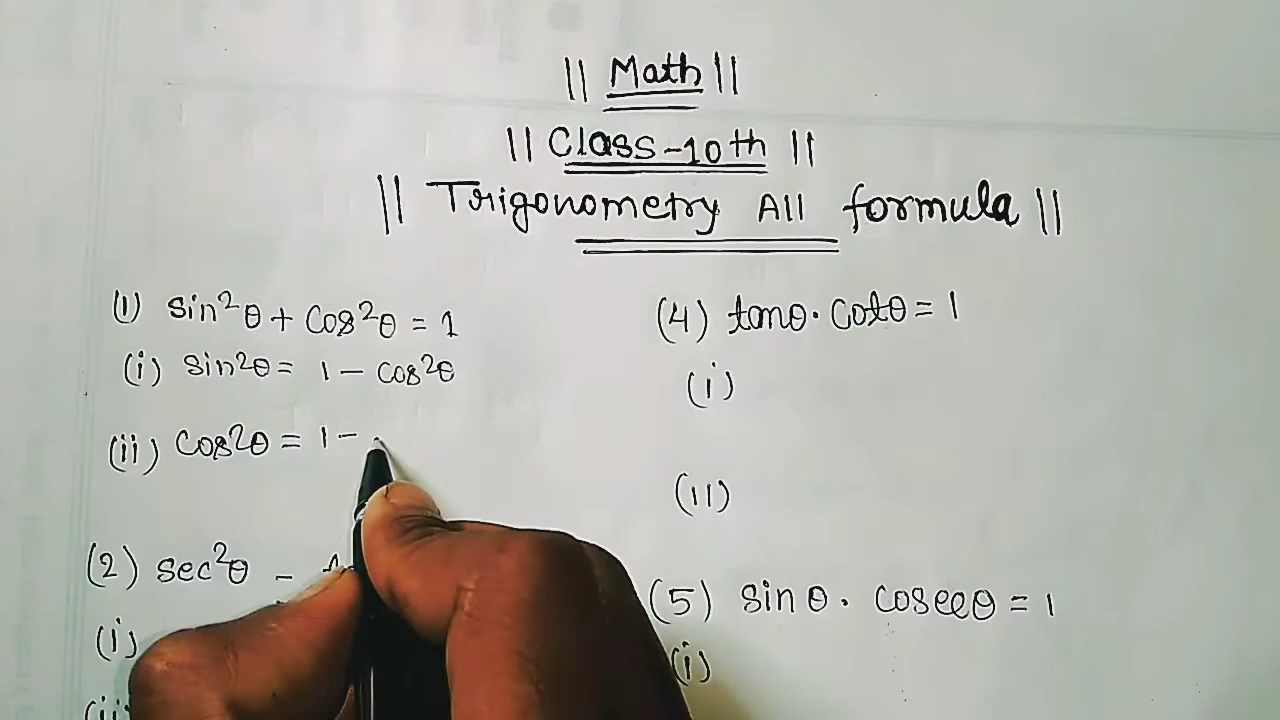 || Math ||
|| Class-10th ||
|| Trigonometry All formula ||
(1) sin²θ + cos²θ = 1
(i) sin²θ = 1 - cos²θ
(ii) cos²θ = 1 -
(2) sec²θ -
(i)
(ii)
(4) tanθ · cotθ = 1
(i)
(ii)
(5) sinθ · cosecθ = 1
(i)